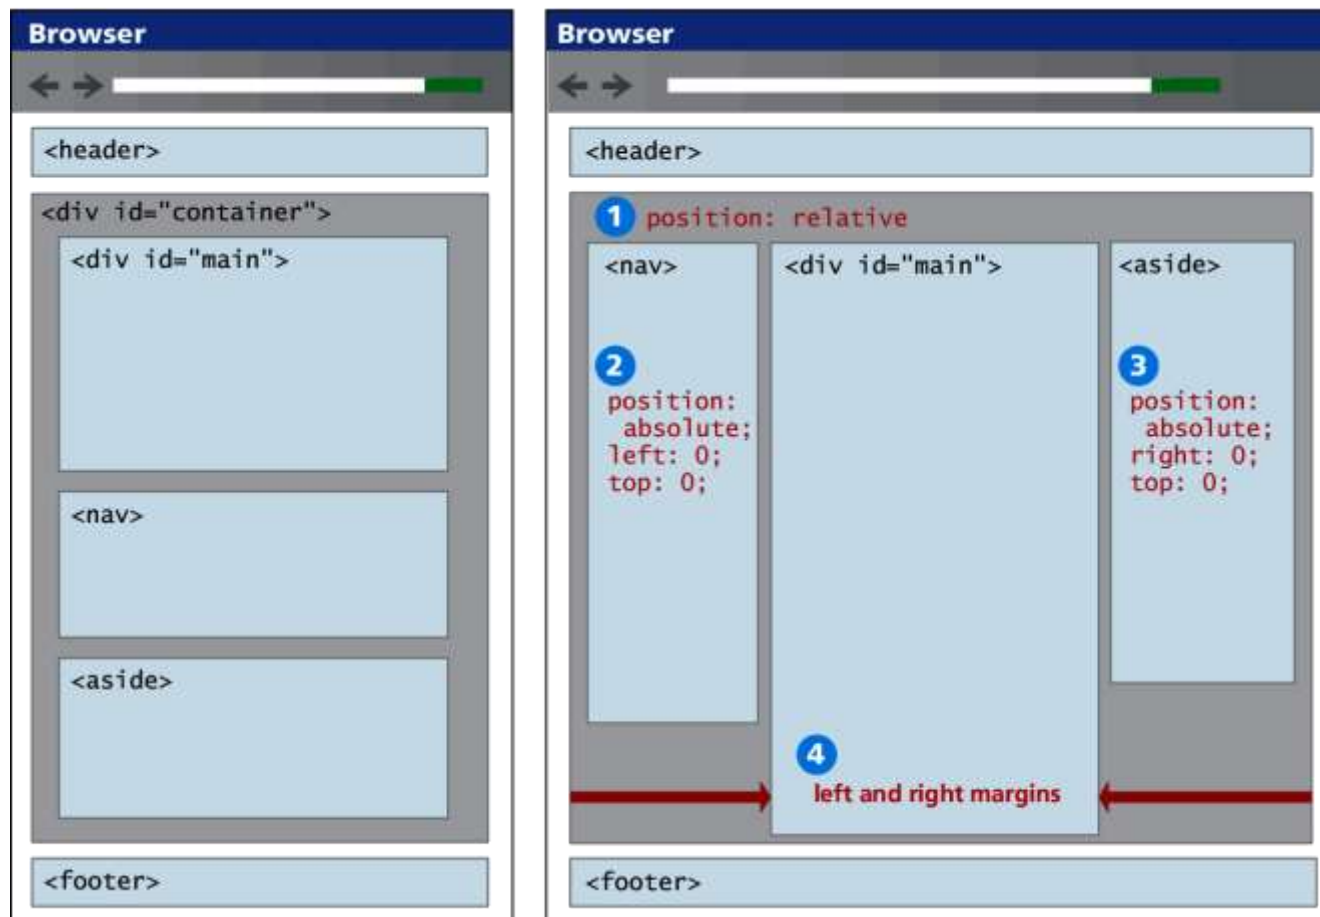 Browser
<header>
<div id="container">
<div id="main">
<nav>
<aside>
<footer>
Browser
<header>
1 position: relative
<nav>
2
position:
absolute;
left: 0;
top: 0;
<div id="main">
4
left and right margins
<aside>
3
position:
absolute;
right: 0;
top: 0;
<footer>